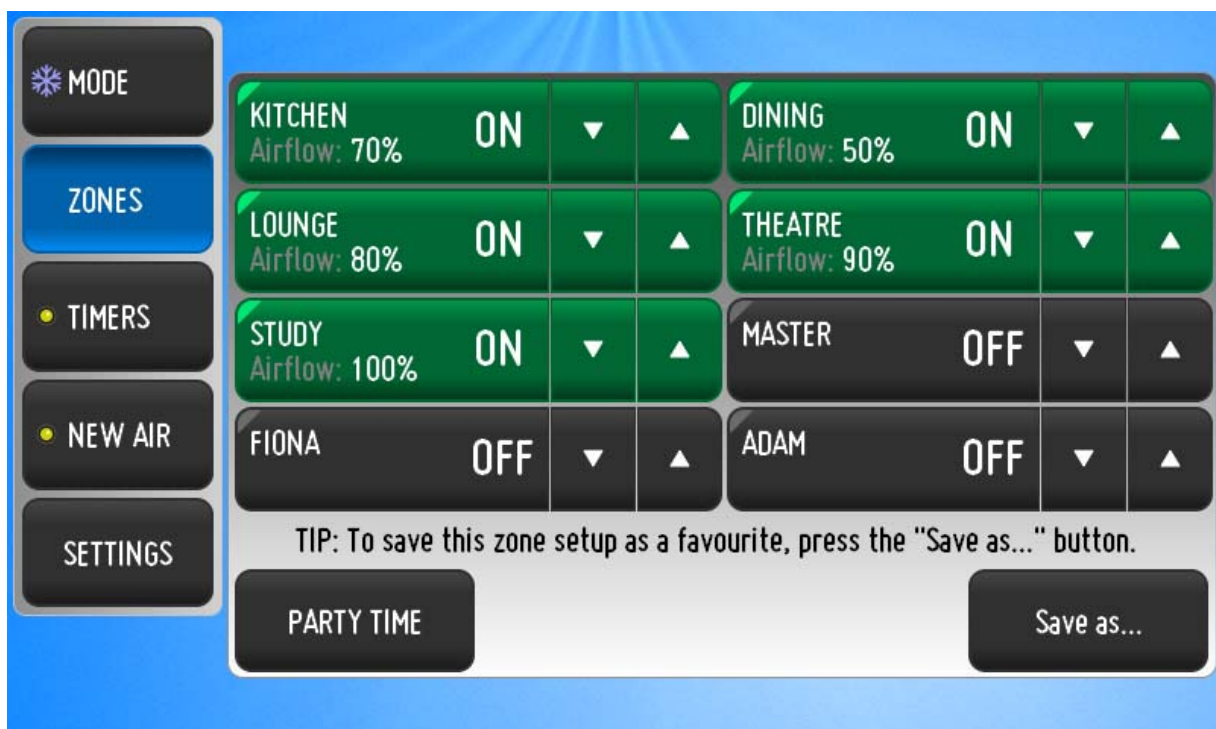 MODE
ZONES
TIMERS
NEW AIR
SETTINGS
KITCHEN ON
Airflow: 70%
DINING ON
Airflow: 50%
LOUNGE ON
Airflow: 80%
THEATRE ON
Airflow: 90%
STUDY ON
Airflow: 100%
MASTER OFF
FIONA OFF
ADAM OFF
TIP: To save this zone setup as a favourite, press the "Save as..." button.
PARTY TIME
Save as...